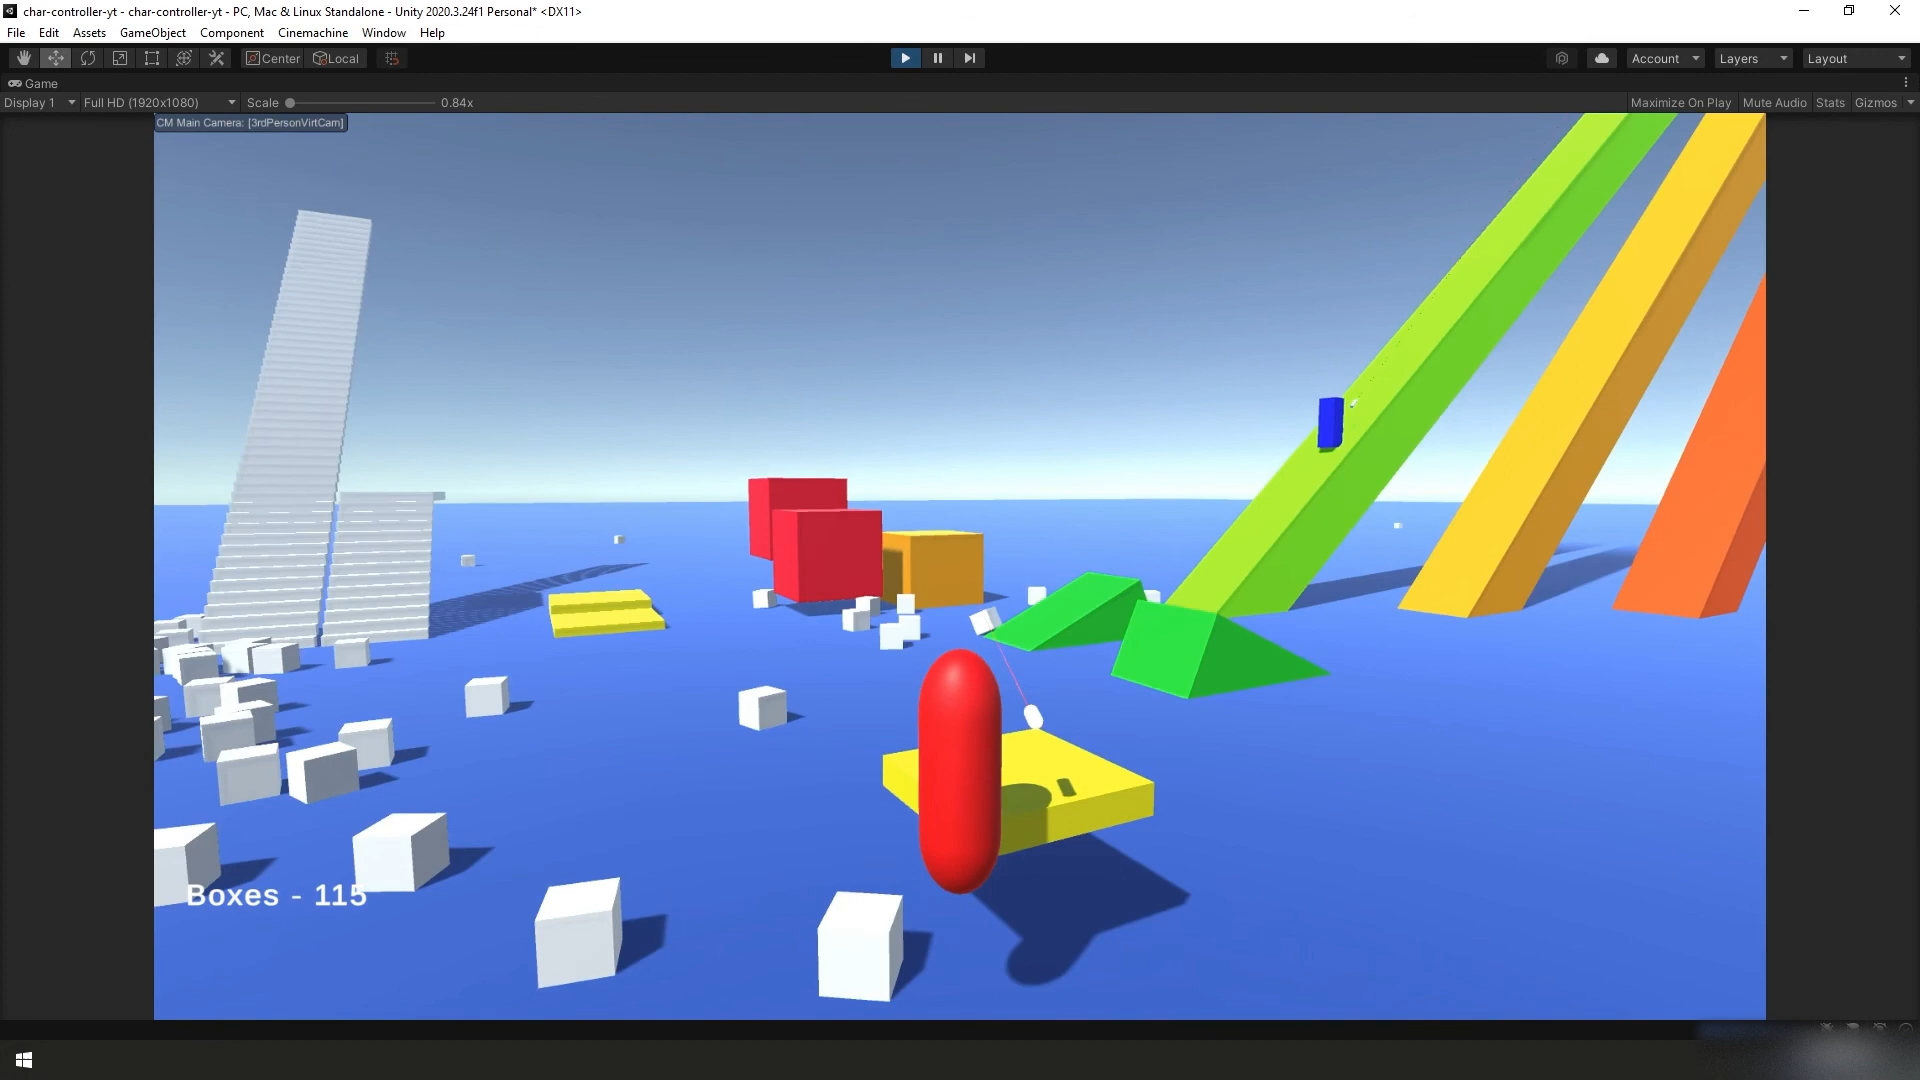 char-controller-yt - char-controller-yt - PC, Mac & Linux Standalone - Unity 2020.3.24f1 Personal* <DX11>
File Edit Assets GameObject Component Cinemachine Window Help
Center Local Account Layers Layout
Game
Display 1 Full HD (1920x1080) Scale 0.84x Maximize On Play Mute Audio Stats Gizmos
CM Main Camera: [3rdPersonVirtCam]
Boxes - 115